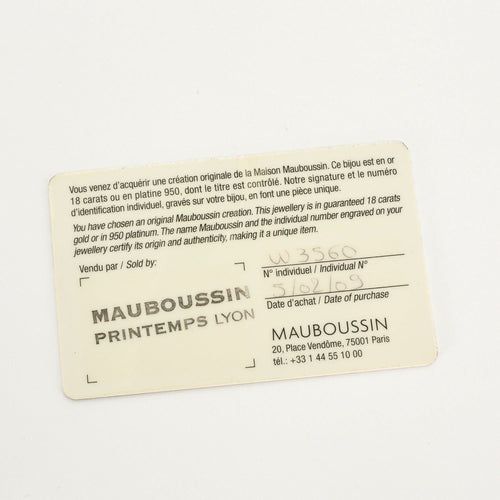 Vous venez d'acquérir une création originale de la Maison Mauboussin. Ce bijou est en or
18 carats ou en platine 950, dont le titre est contrôlé. Notre signature et le numéro
d'identification individuel, gravés sur votre bijou, en font une pièce unique.
You have chosen an original Mauboussin creation. This jewellery is in guaranteed 18 carats
gold or in 950 platinum. The name Mauboussin and the individual number engraved on your
jewellery certify its origin and authenticity, making it a unique item.
Vendu par / Sold by:
MAUBOUSSIN
PRINTEMPS LYON
W 3560
N° individuel / Individual N°
5/02/09
Date d'achat / Date of purchase
MAUBOUSSIN
20, Place Vendôme, 75001 Paris
tél.: +33 1 44 55 10 00